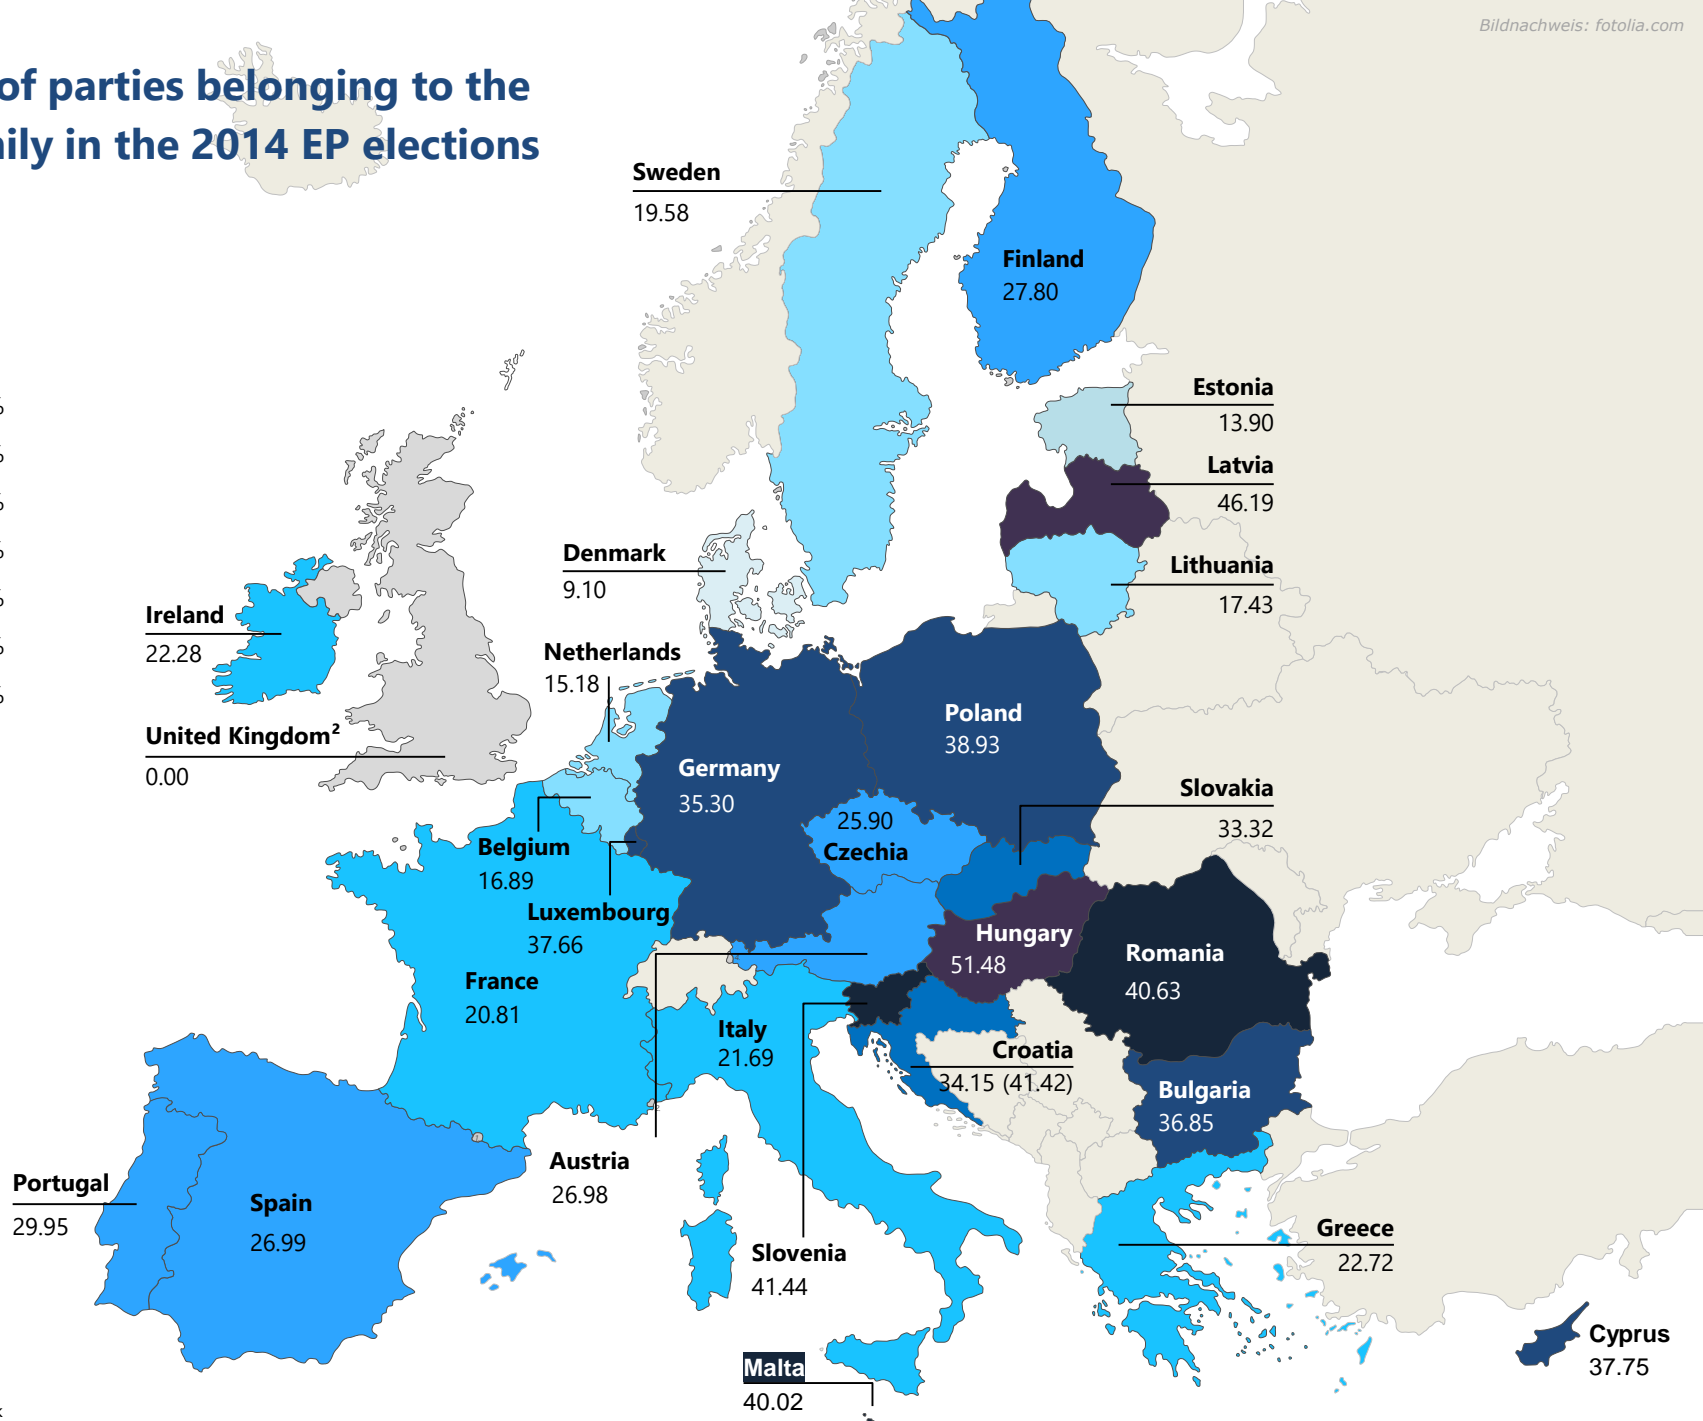 Bildnachweis: fotolia.com
of parties belonging to the
ily in the 2014 EP elections
Sweden
19.58
Finland
27.80
%
%
%
%
%
%
%
Estonia
13.90
Latvia
46.19
Denmark
9.10
Lithuania
17.43
Ireland
22.28
Netherlands
15.18
United Kingdom²
0.00
Poland
38.93
Germany
35.30
Slovakia
33.32
25.90
Czechia
Belgium
16.89
Luxembourg
37.66
Hungary
51.48
Romania
40.63
France
20.81
Italy
21.69
Croatia
34.15 (41.42)
Bulgaria
36.85
Austria
26.98
Portugal
29.95
Spain
26.99
Slovenia
41.44
Greece
22.72
Cyprus
37.75
Malta
40.02